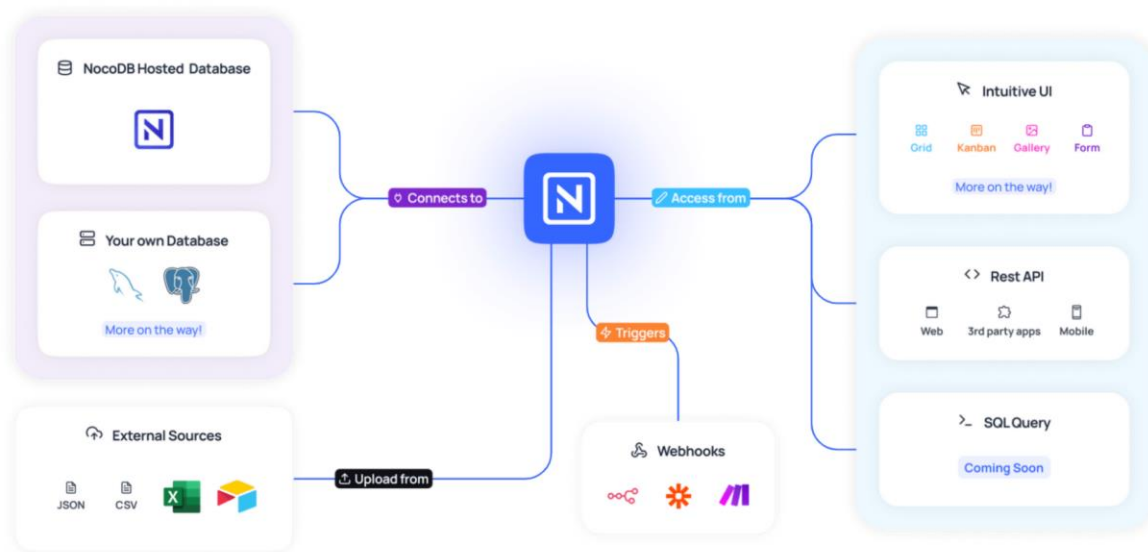 NocoDB Hosted Database
Your own Database
More on the way!
External Sources
JSON CSV
Connects to
Upload from
Triggers
Webhooks
Access from
Intuitive UI
Grid Kanban Gallery Form
More on the way!
Rest API
Web 3rd party apps Mobile
SQL Query
Coming Soon